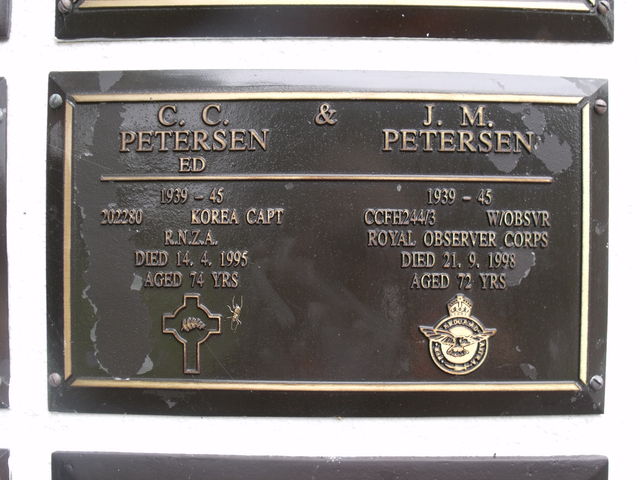 C. C. & J. M.
PETERSEN PETERSEN
ED
1939 - 45
202280 KOREA CAPT
R.N.Z.A.
DIED 14. 4. 1995
AGED 74 YRS
1939 - 45
CCFH244/3 W/OBSVR
ROYAL OBSERVER CORPS
DIED 21. 9. 1998
AGED 72 YRS